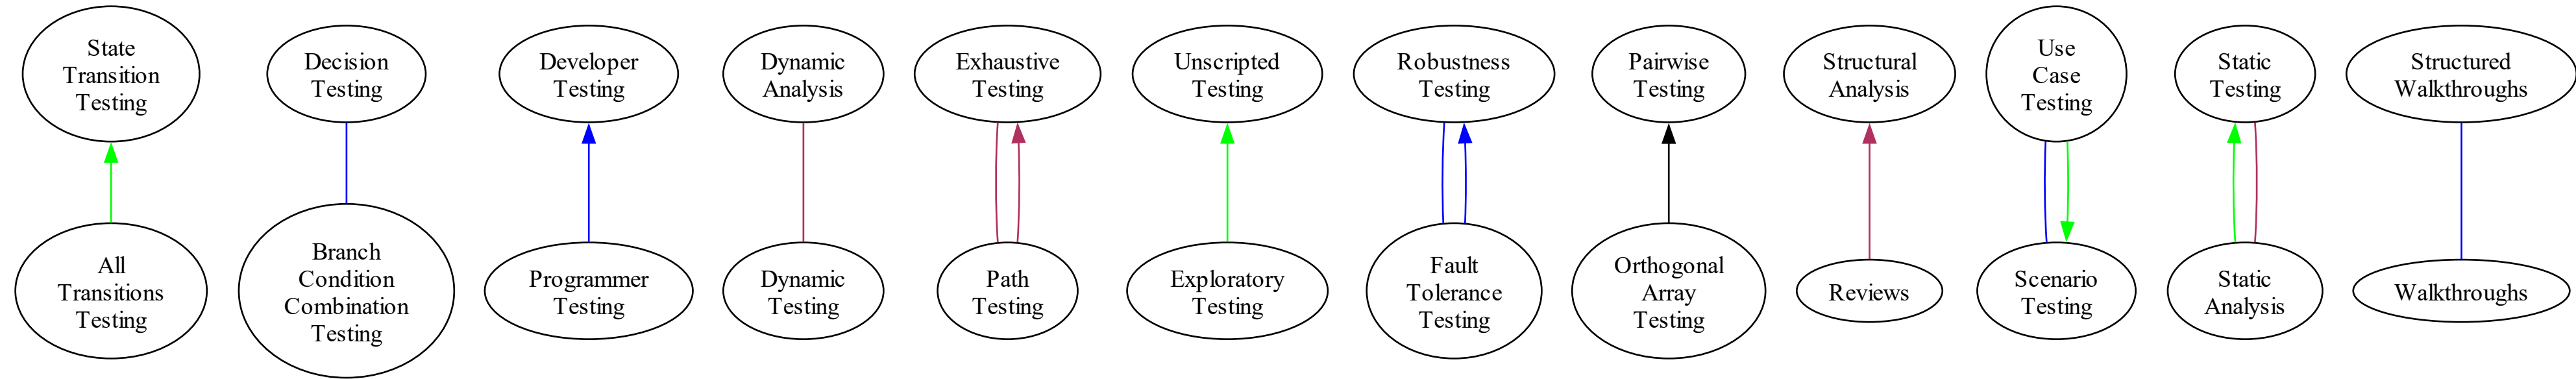 State
Transition
Testing
Decision
Testing
Developer
Testing
Dynamic
Analysis
Exhaustive
Testing
Unscripted
Testing
Robustness
Testing
Pairwise
Testing
Structural
Analysis
Use
Case
Testing
Static
Testing
Structured
Walkthroughs
All
Transitions
Testing
Branch
Condition
Combination
Testing
Programmer
Testing
Dynamic
Testing
Path
Testing
Exploratory
Testing
Fault
Tolerance
Testing
Orthogonal
Array
Testing
Reviews
Scenario
Testing
Static
Analysis
Walkthroughs